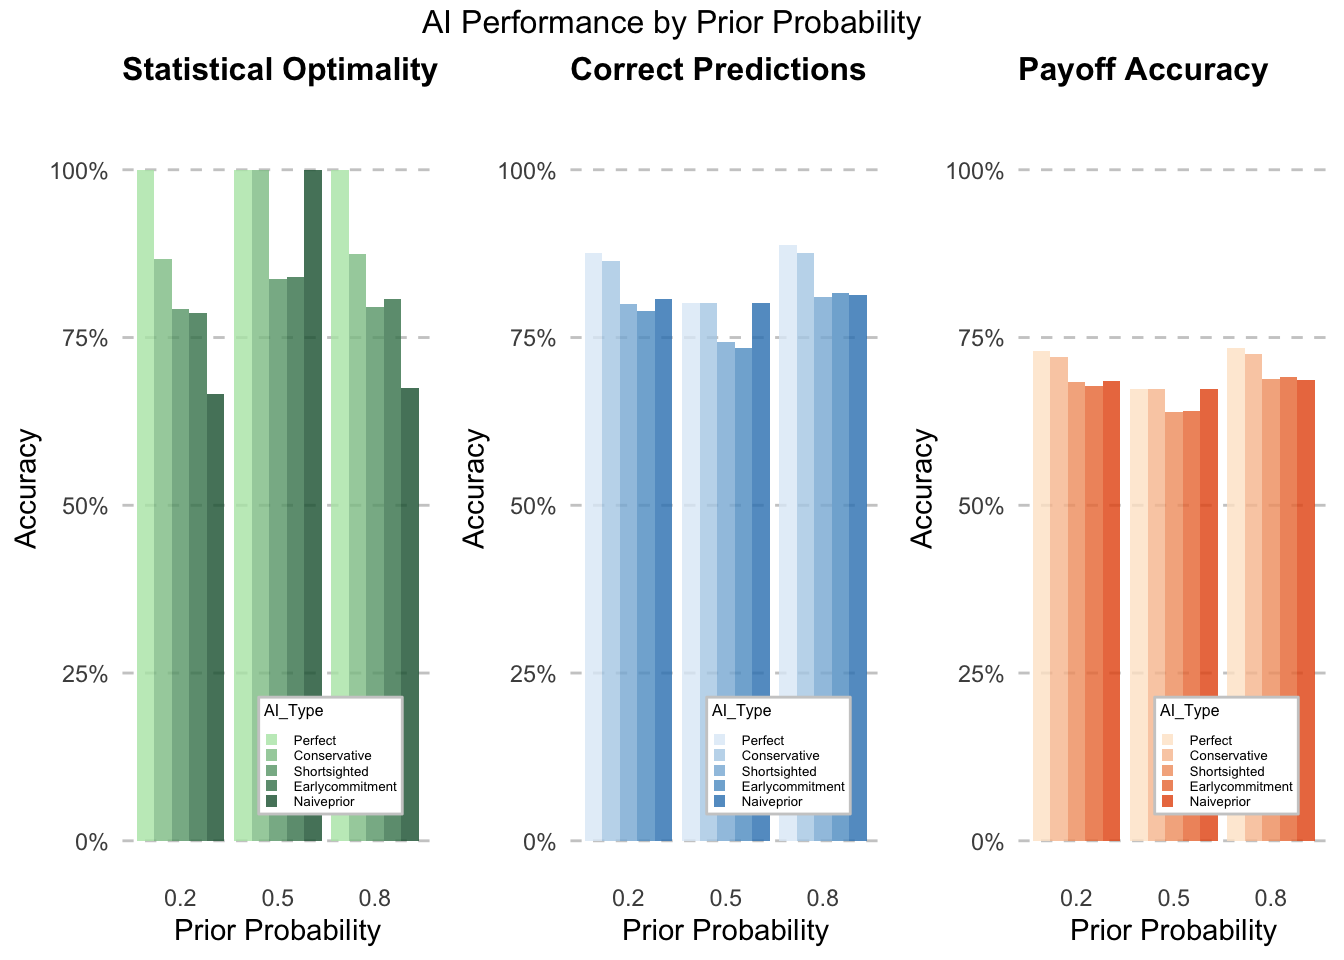 AI Performance by Prior Probability
Statistical Optimality
Accuracy
100%
75%
50%
25%
0%
AI_Type
Perfect
Conservative
Shortsighted
Earlycommitment
Naiveprior
0.2 0.5 0.8
Prior Probability
Correct Predictions
Accuracy
100%
75%
50%
25%
0%
AI_Type
Perfect
Conservative
Shortsighted
Earlycommitment
Naiveprior
0.2 0.5 0.8
Prior Probability
Payoff Accuracy
Accuracy
100%
75%
50%
25%
0%
AI_Type
Perfect
Conservative
Shortsighted
Earlycommitment
Naiveprior
0.2 0.5 0.8
Prior Probability